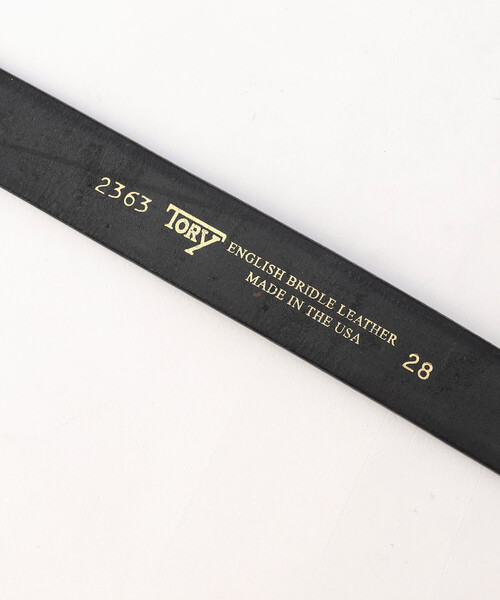 2363 TORY ENGLISH BRIDLE LEATHER
MADE IN THE USA 28